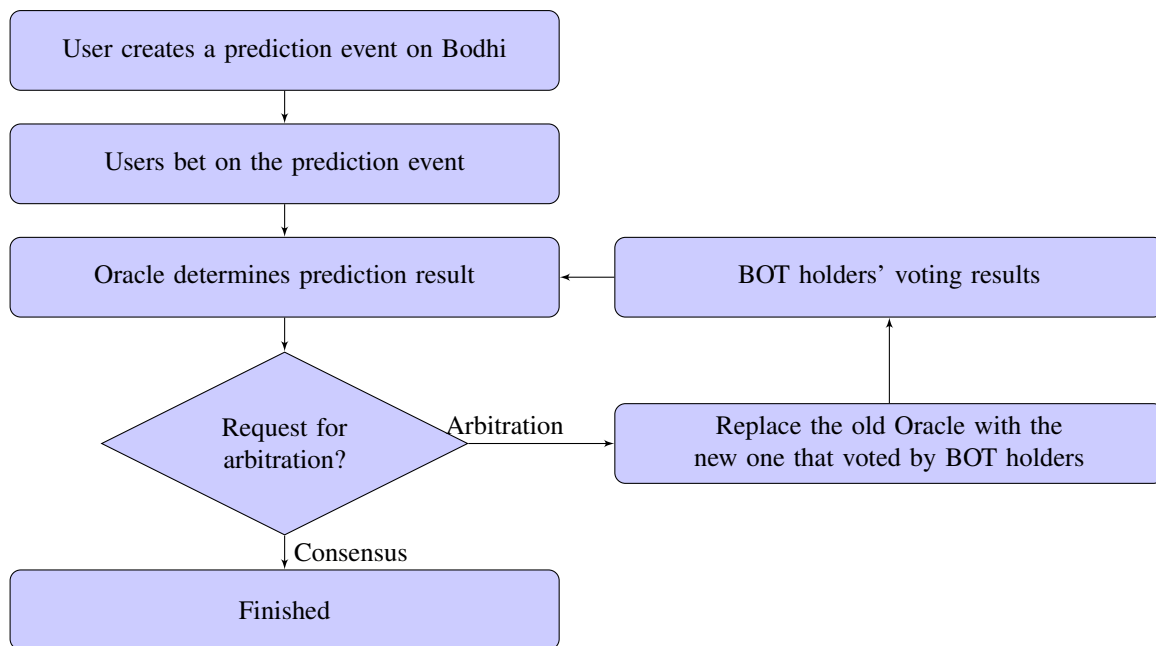 User creates a prediction event on Bodhi
Users bet on the prediction event
Oracle determines prediction result
BOT holders’ voting results
Request for
arbitration?
Arbitration
Replace the old Oracle with the
new one that voted by BOT holders
Consensus
Finished